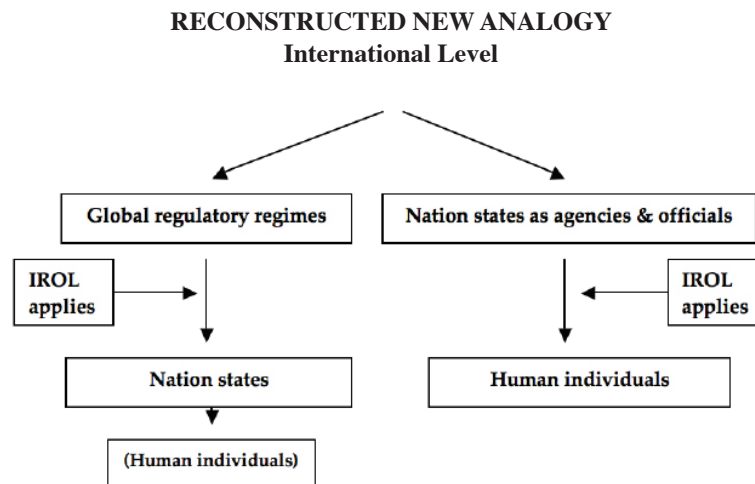 RECONSTRUCTED NEW ANALOGY
International Level
Global regulatory regimes
Nation states as agencies & officials
IROL
applies
IROL
applies
Nation states
Human individuals
(Human individuals)